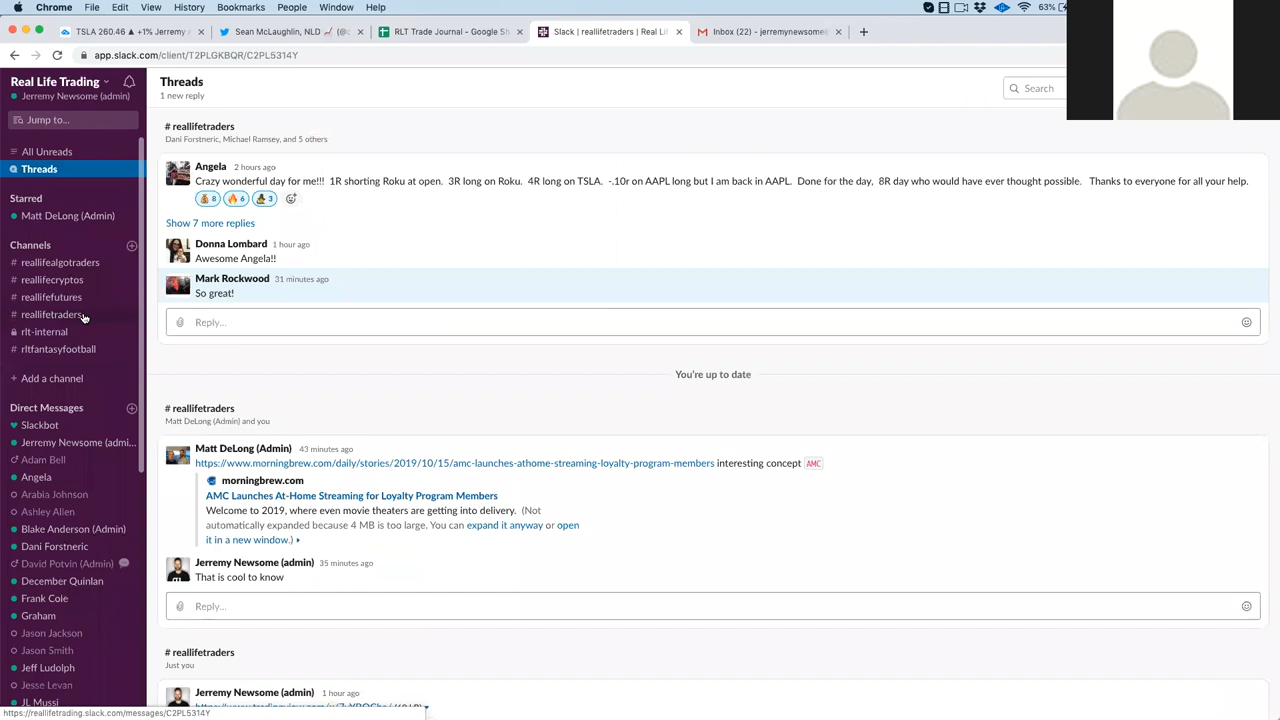 Chrome File Edit View History Bookmarks People Window Help 63%
TSLA 260.46 ▲ +1% Jerremy
Sean McLaughlin, NLD
RLT Trade Journal - Google Sh
Slack | reallifetraders | Real Lif
Inbox (22) - jerremynewsome@
app.slack.com/client/T2PLGKBQR/C2PL5314Y
Real Life Trading
Jerremy Newsome (admin)
Jump to...
All Unreads
Threads
Starred
Matt DeLong (Admin)
Channels
# reallifealgotraders
# reallifecryptos
# reallifefutures
# reallifetraders
rlt-internal
# rltfantasyfootball
+ Add a channel
Direct Messages
Slackbot
Jerremy Newsome (admi...
Adam Bell
Angela
Arabia Johnson
Ashley Allen
Blake Anderson (Admin)
Dani Forstneric
David Potvin (Admin)
December Quinlan
Frank Cole
Graham
Jason Jackson
Jason Smith
Jeff Ludolph
Jesse Levan
JL Mussi
Threads
1 new reply
Search
# reallifetraders
Dani Forstneric, Michael Ramsey, and 5 others
Angela 2 hours ago
Crazy wonderful day for me!!! 1R shorting Roku at open. 3R long on Roku. 4R long on TSLA. -.10r on AAPL long but I am back in AAPL. Done for the day, 8R day who would have ever thought possible. Thanks to everyone for all your help.
8 6 3
Show 7 more replies
Donna Lombard 1 hour ago
Awesome Angela!!
Mark Rockwood 31 minutes ago
So great!
Reply...
You're up to date
# reallifetraders
Matt DeLong (Admin) and you
Matt DeLong (Admin) 43 minutes ago
https://www.morningbrew.com/daily/stories/2019/10/15/amc-launches-athome-streaming-loyalty-program-members interesting concept AMC
morningbrew.com
AMC Launches At-Home Streaming for Loyalty Program Members
Welcome to 2019, where even movie theaters are getting into delivery. (Not
automatically expanded because 4 MB is too large. You can expand it anyway or open
it in a new window.)
Jerremy Newsome (admin) 35 minutes ago
That is cool to know
Reply...
# reallifetraders
Just you
Jerremy Newsome (admin) 1 hour ago
https://reallifetrading.slack.com/messages/C2PL5314Y